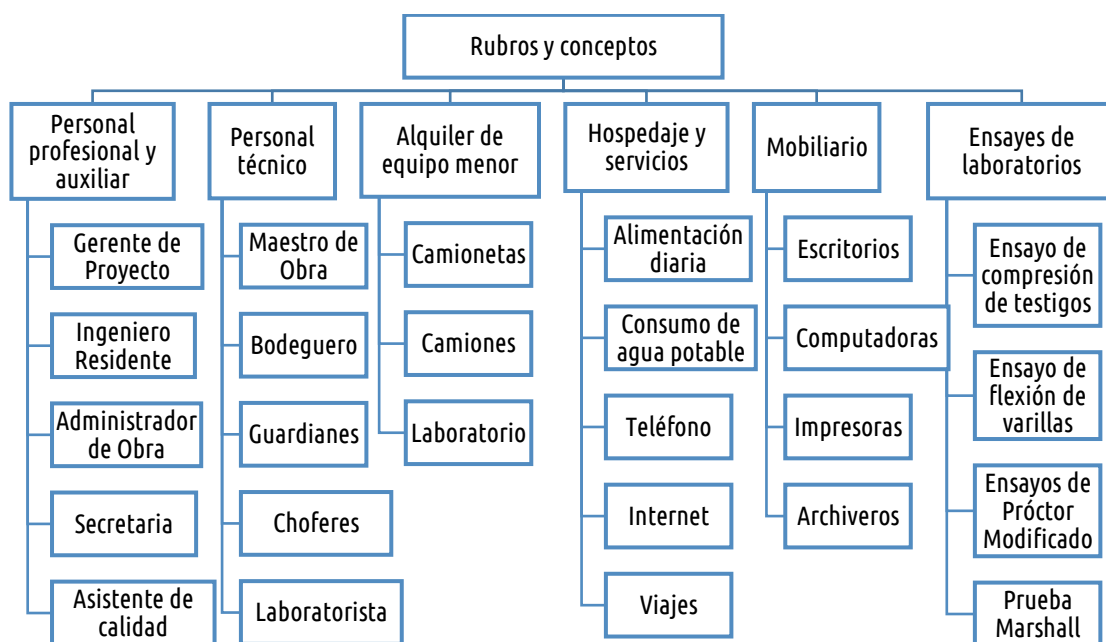 Rubros y conceptos
Personal
profesional y
auxiliar
Gerente de
Proyecto
Ingeniero
Residente
Administrador
de Obra
Secretaria
Asistente de
calidad
Personal
técnico
Maestro de
Obra
Bodeguero
Guardianes
Choferes
Laboratorista
Alquiler de
equipo menor
Camionetas
Camiones
Laboratorio
Hospedaje y
servicios
Alimentación
diaria
Consumo de
agua potable
Teléfono
Internet
Viajes
Mobiliario
Escritorios
Computadoras
Impresoras
Archiveros
Ensayes de
laboratorios
Ensayo de
compresión
de testigos
Ensayo de
flexión de
varillas
Ensayos de
Próctor
Modificado
Prueba
Marshall